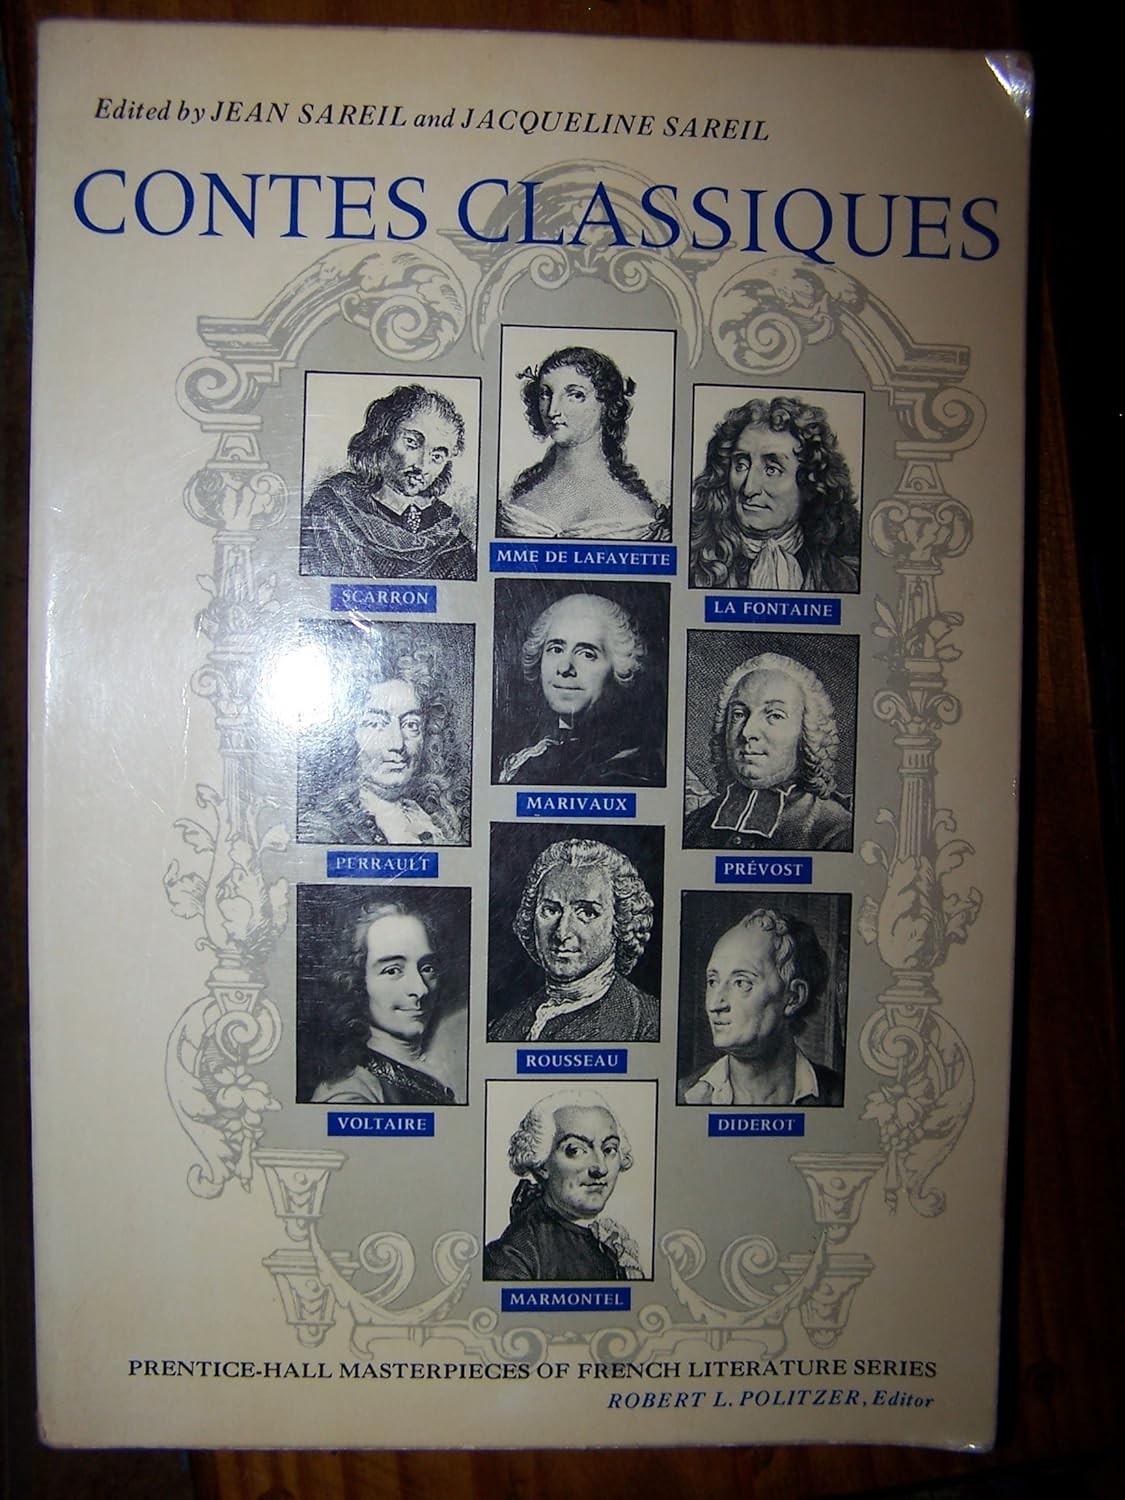 Edited by JEAN SAREIL and JACQUELINE SAREIL
CONTES CLASSIQUES
MME DE LAFAYETTE
SCARRON
LA FONTAINE
MARIVAUX
PERRAULT
PRÉVOST
ROUSSEAU
VOLTAIRE
DIDEROT
MARMONTEL
PRENTICE-HALL MASTERPIECES OF FRENCH LITERATURE SERIES
ROBERT L. POLITZER, Editor